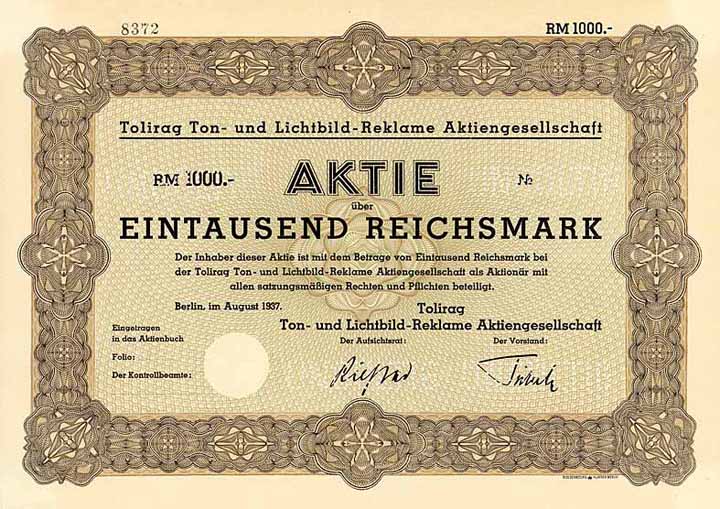 8372
RM 1000.-
Tolirag Ton- und Lichtbild-Reklame Aktiengesellschaft
RM 1000.- AKTIE №
über
EINTAUSEND REICHSMARK
Der Inhaber dieser Aktie ist mit dem Betrage von Eintausend Reichsmark bei
der Tolirag Ton- und Lichtbild-Reklame Aktiengesellschaft als Aktionär mit
allen satzungsmäßigen Rechten und Pflichten beteiligt.
Berlin, im August 1937.
Tolirag
Ton- und Lichtbild-Reklame Aktiengesellschaft
Der Aufsichtsrat:
Der Vorstand:
Eingetragen
in das Aktienbuch
Folio:
Der Kontrollbeamte: